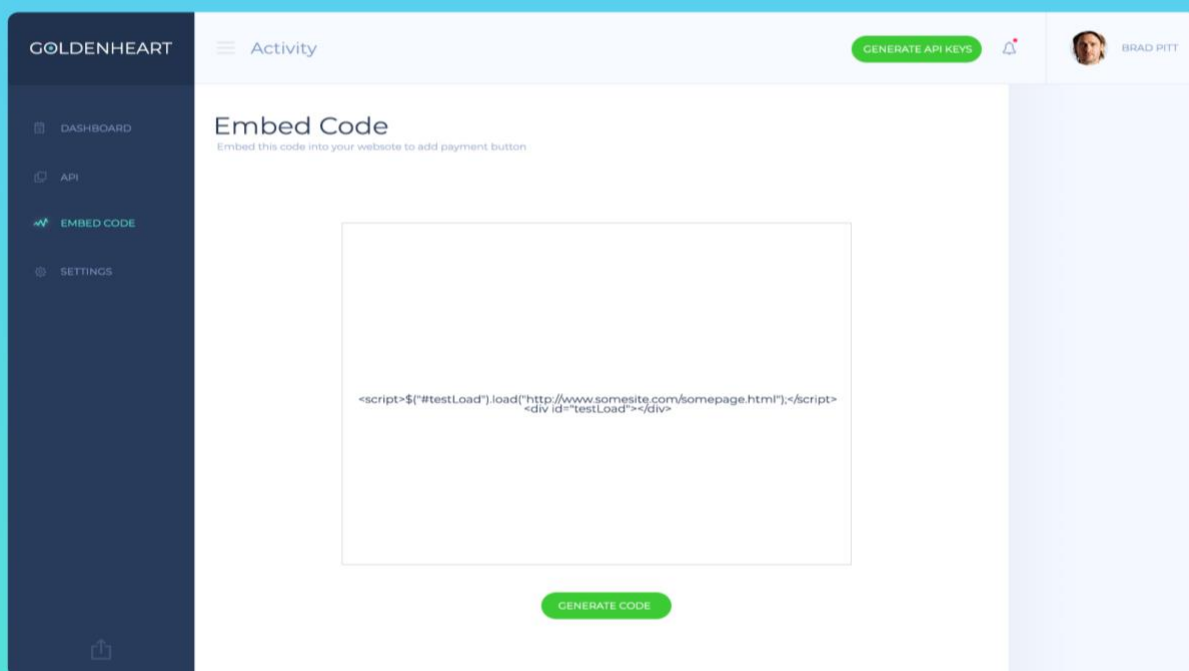 GOLDENHEART
Activity
GENERATE API KEYS
BRAD PITT
DASHBOARD
API
EMBED CODE
SETTINGS
Embed Code
Embed this code into your websote to add payment button
<script>$("#testLoad").load("http://www.somesite.com/somepage.html");</script>
<div id="testLoad"></div>
GENERATE CODE